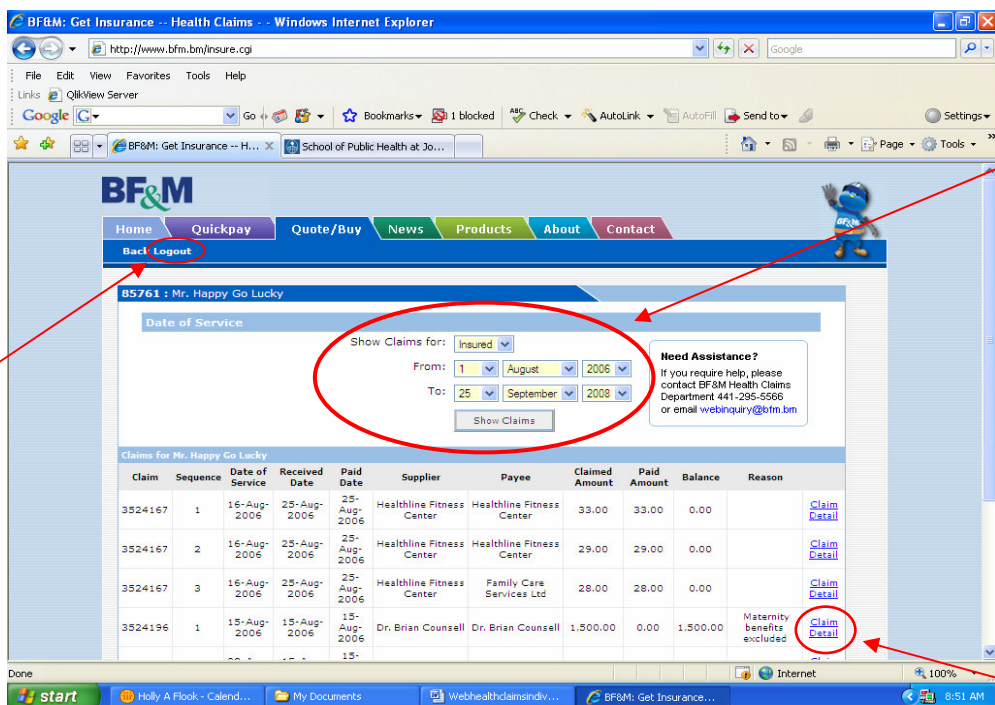 BF&M: Get Insurance -- Health Claims - - Windows Internet Explorer
http://www.bfm.bm/insure.cgi
Google
File Edit View Favorites Tools Help
Links QlikView Server
Google G Go Bookmarks 1 blocked ABC Check AutoLink AutoFill Send to Settings
BF&M: Get Insurance -- H... X School of Public Health at Jo... Page Tools »
BF&M
BF&M
Home Quickpay Quote/Buy News Products About Contact
Back Logout
85761 : Mr. Happy Go Lucky
Date of Service
Show Claims for: Insured
From: 1 August 2006
To: 25 September 2008
Show Claims
Need Assistance?
If you require help, please
contact BF&M Health Claims
Department 441-295-5566
or email webinquiry@bfm.bm
Claims for Mr. Happy Go Lucky
Claim Sequence Date of Service Received Date Paid Date Supplier Payee Claimed Amount Paid Amount Balance Reason
3524167 1 16-Aug-2006 25-Aug-2006 25-Aug-2006 Healthline Fitness Center Healthline Fitness Center 33.00 33.00 0.00 Claim Detail
3524167 2 16-Aug-2006 25-Aug-2006 25-Aug-2006 Healthline Fitness Center Healthline Fitness Center 29.00 29.00 0.00 Claim Detail
3524167 3 16-Aug-2006 25-Aug-2006 25-Aug-2006 Healthline Fitness Center Family Care Services Ltd 28.00 28.00 0.00 Claim Detail
3524196 1 15-Aug-2006 15-Aug-2006 15-Aug-2006 Dr. Brian Counsell Dr. Brian Counsell 1,500.00 0.00 1,500.00 Maternity benefits excluded Claim Detail
15-
Done Internet 100%
start Holly A Flook - Calend... My Documents Webhealthclaimsindiv... BF&M: Get Insurance... 8:51 AM